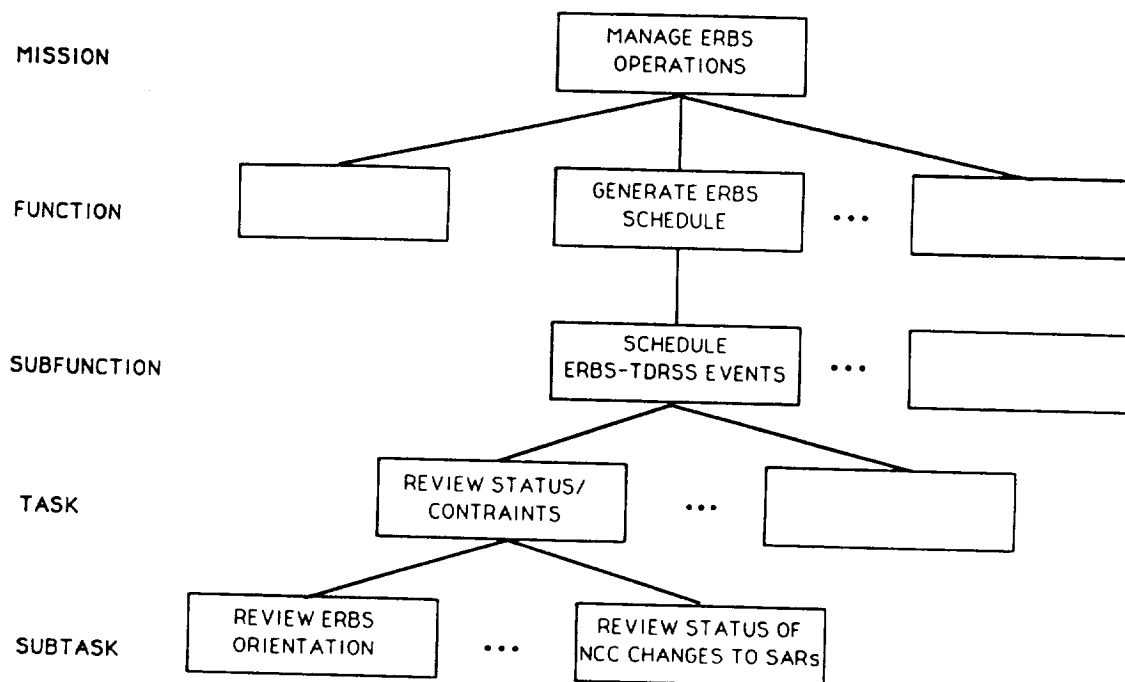 MISSION
MANAGE ERBS
OPERATIONS
FUNCTION
GENERATE ERBS
SCHEDULE
•••
SUBFUNCTION
SCHEDULE
ERBS-TDRSS EVENTS
•••
TASK
REVIEW STATUS/
CONTRAINTS
•••
SUBTASK
REVIEW ERBS
ORIENTATION
•••
REVIEW STATUS OF
NCC CHANGES TO SARs